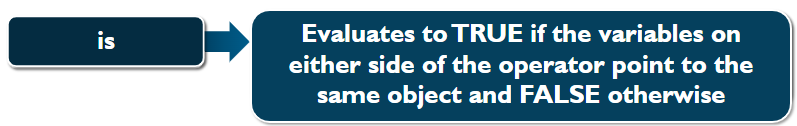 is
Evaluates to TRUE if the variables on
either side of the operator point to the
same object and FALSE otherwise